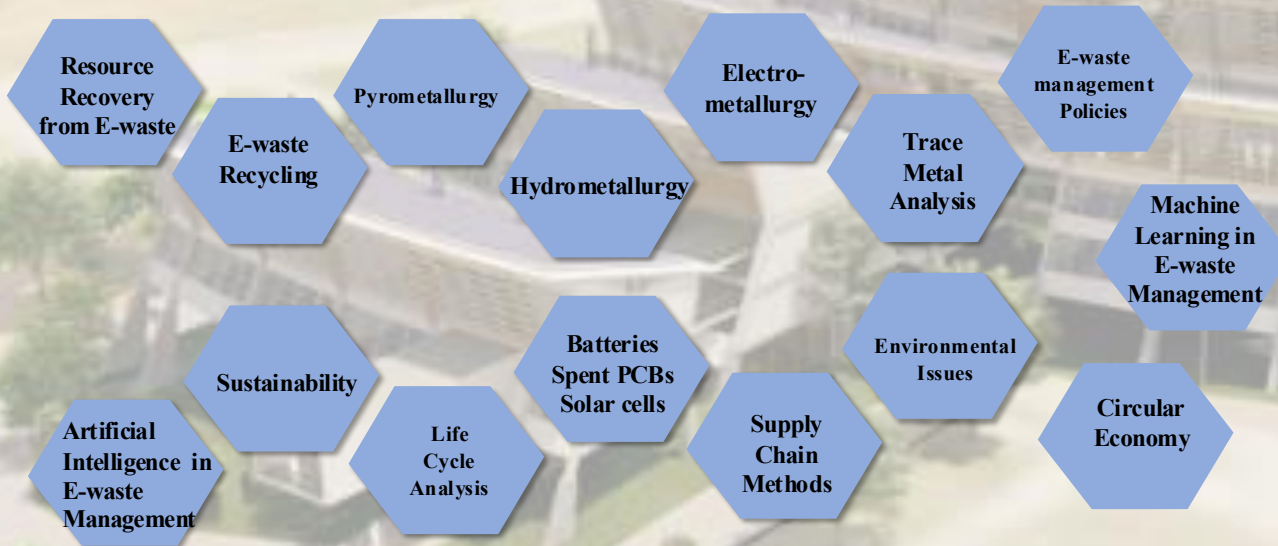 Resource
Recovery
from E-waste
E-waste
Recycling
Pyrometallurgy
Hydrometallurgy
Electro-
metallurgy
Trace
Metal
Analysis
E-waste
management
Policies
Machine
Learning in
E-waste
Management
Artificial
Intelligence in
E-waste
Management
Sustainability
Life
Cycle
Analysis
Batteries
Spent PCBs
Solar cells
Supply
Chain
Methods
Environmental
Issues
Circular
Economy